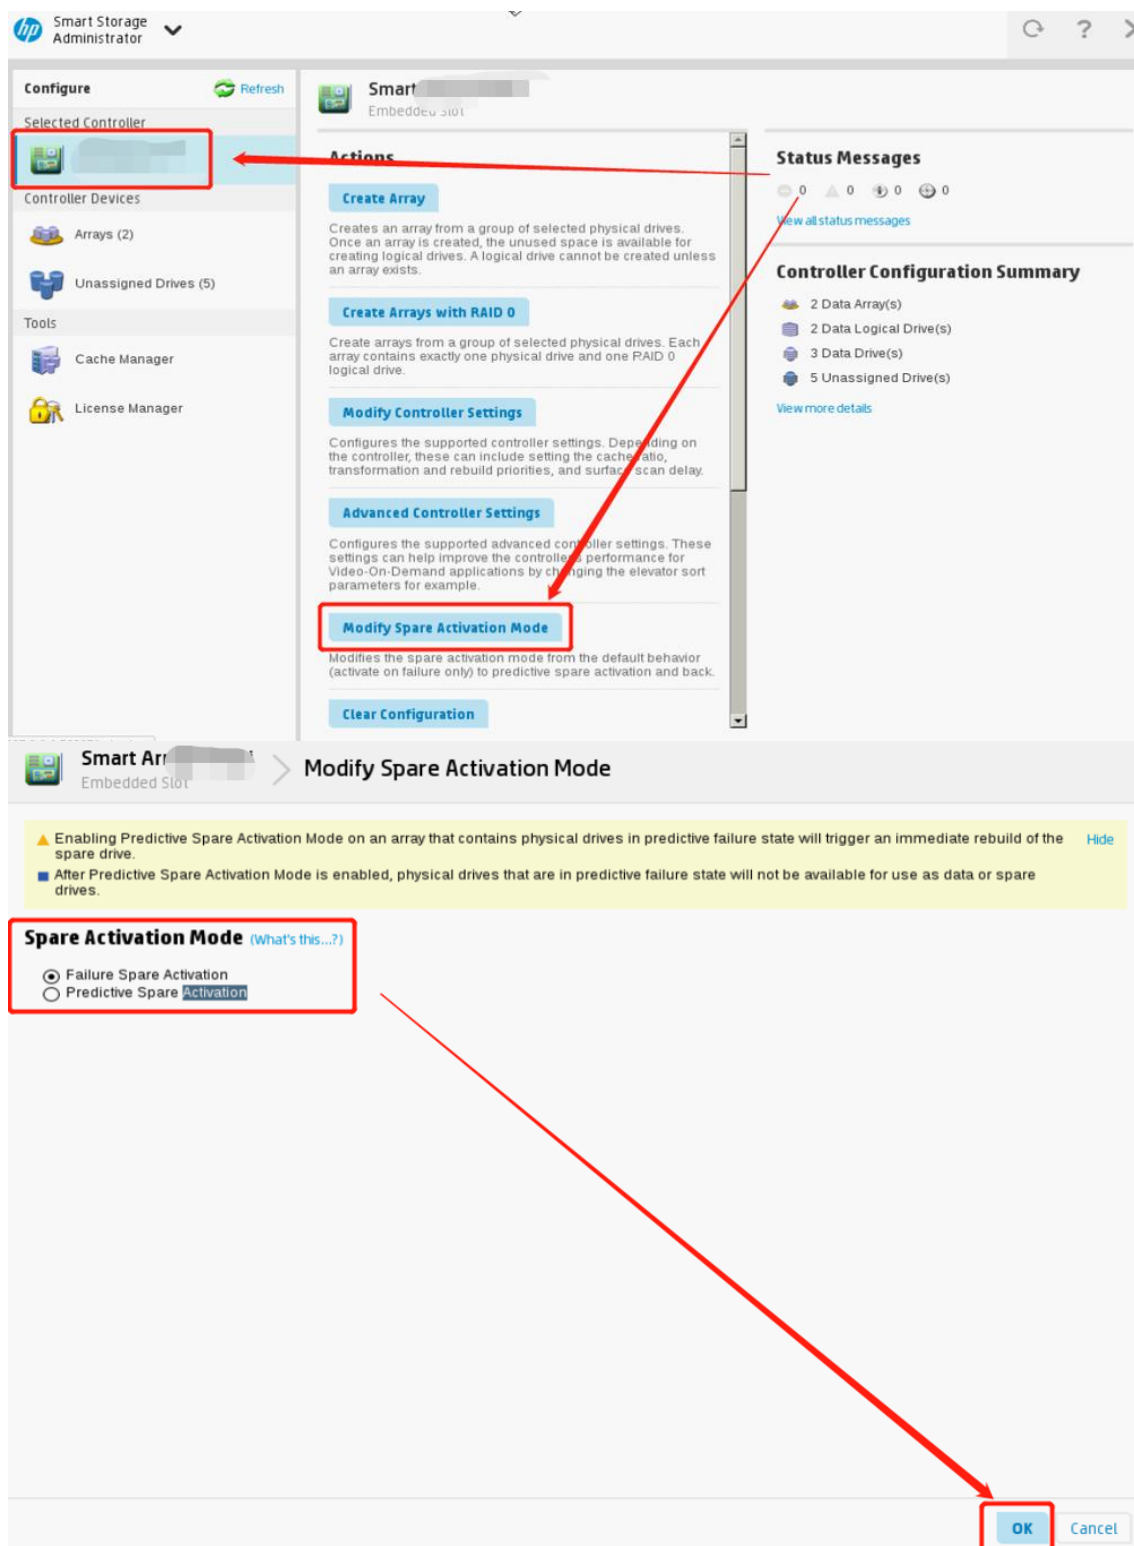 hp
Smart Storage
Administrator
?
Configure
Refresh
Selected Controller
Controller Devices
Arrays (2)
Unassigned Drives (5)
Tools
Cache Manager
License Manager
Smart
Embedded Slot
Actions
Create Array
Creates an array from a group of selected physical drives.
Once an array is created, the unused space is available for
creating logical drives. A logical drive cannot be created unless
an array exists.
Create Arrays with RAID 0
Create arrays from a group of selected physical drives. Each
array contains exactly one physical drive and one RAID 0
logical drive.
Modify Controller Settings
Configures the supported controller settings. Depending on
the controller, these can include setting the cache ratio,
transformation and rebuild priorities, and surface scan delay.
Advanced Controller Settings
Configures the supported advanced controller settings. These
settings can help improve the controller's performance for
Video-On-Demand applications by changing the elevator sort
parameters for example.
Modify Spare Activation Mode
Modifies the spare activation mode from the default behavior
(activate on failure only) to predictive spare activation and back.
Clear Configuration
Status Messages
0 0 0 0
View all status messages
Controller Configuration Summary
2 Data Array(s)
2 Data Logical Drive(s)
3 Data Drive(s)
5 Unassigned Drive(s)
View more details
Smart Arr
Embedded Slot
Modify Spare Activation Mode
Enabling Predictive Spare Activation Mode on an array that contains physical drives in predictive failure state will trigger an immediate rebuild of the
spare drive.
Hide
After Predictive Spare Activation Mode is enabled, physical drives that are in predictive failure state will not be available for use as data or spare
drives.
Spare Activation Mode (What's this...?)
Failure Spare Activation
Predictive Spare Activation
OK
Cancel